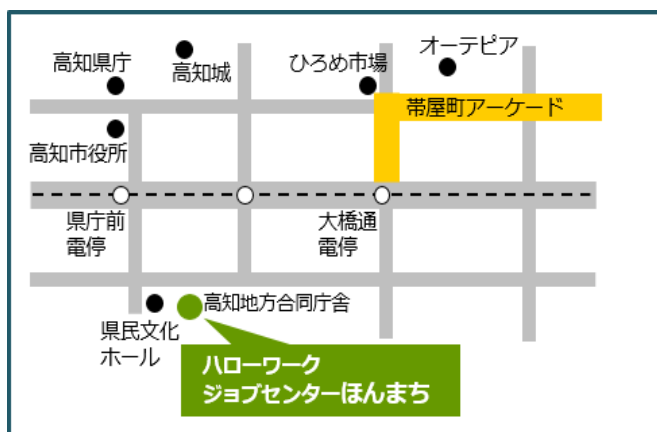 オーテピア
高知県庁
高知城
ひろめ市場
帯屋町アーケード
高知市役所
県庁前
電停
大橋通
電停
高知地方合同庁舎
県民文化
ホール
ハローワーク
ジョブセンターほんまち